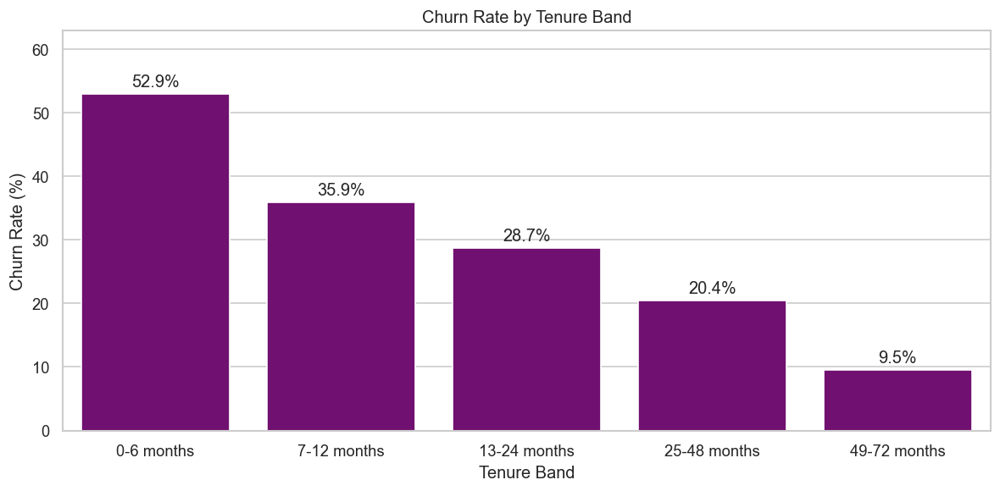 Churn Rate by Tenure Band
Churn Rate (%)
60
50
40
30
20
10
0
52.9%
35.9%
28.7%
20.4%
9.5%
0-6 months
7-12 months
13-24 months
25-48 months
49-72 months
Tenure Band